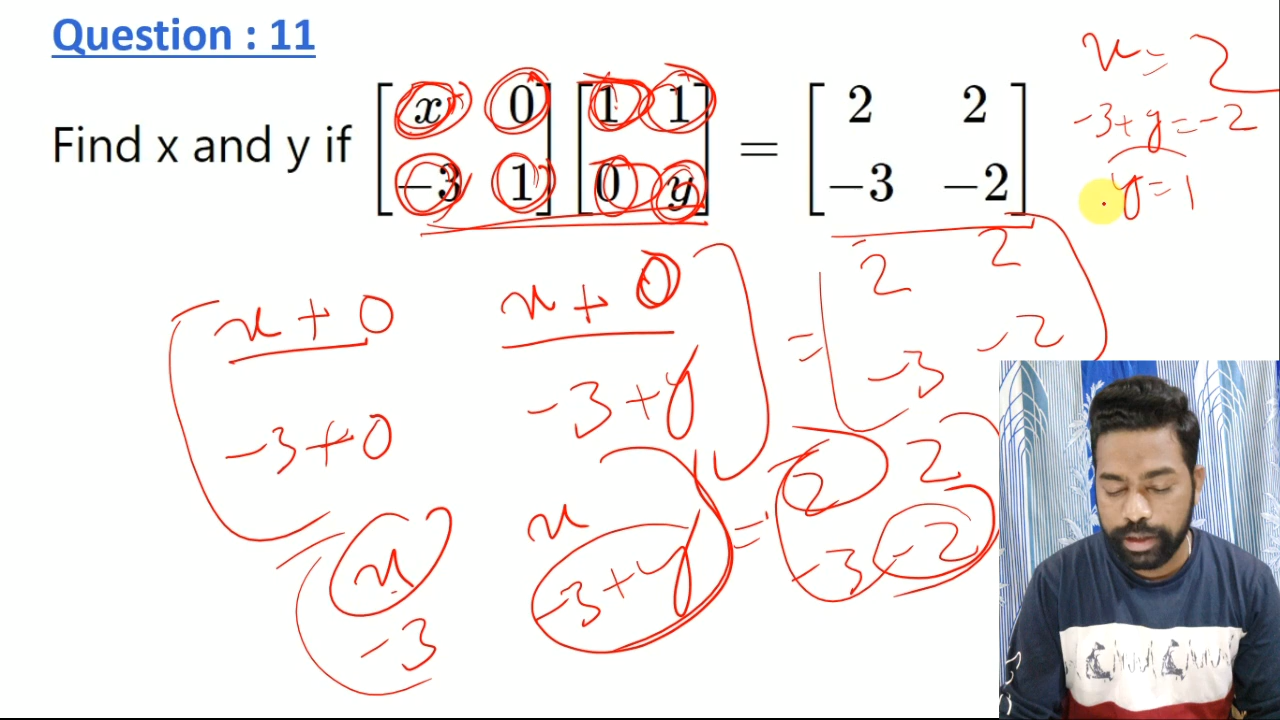 Question : 11
Find x and y if [x 0 −3 1] [1 1 0 y] = [2 2 −3 −2]
x = 2
-3+y = -2
y = 1
x + 0 x + 0 = 2 2
-3+0 -3+y -3 -2
x x = 2 2
-3 -3+y -3 -2